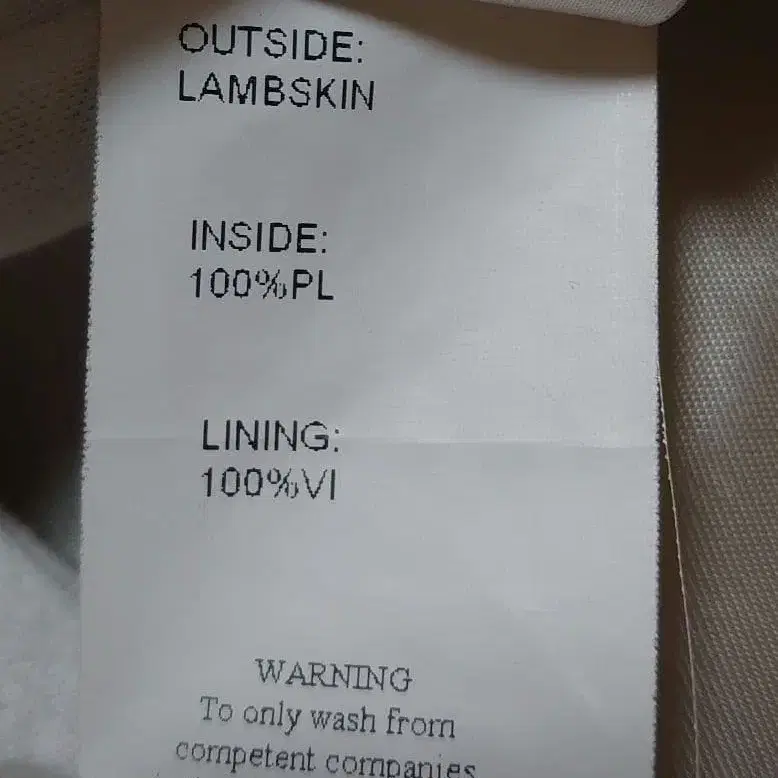 OUTSIDE:
LAMBSKIN
INSIDE:
100%PL
LINING:
100%VI
WARNING
To only wash from
competent companies